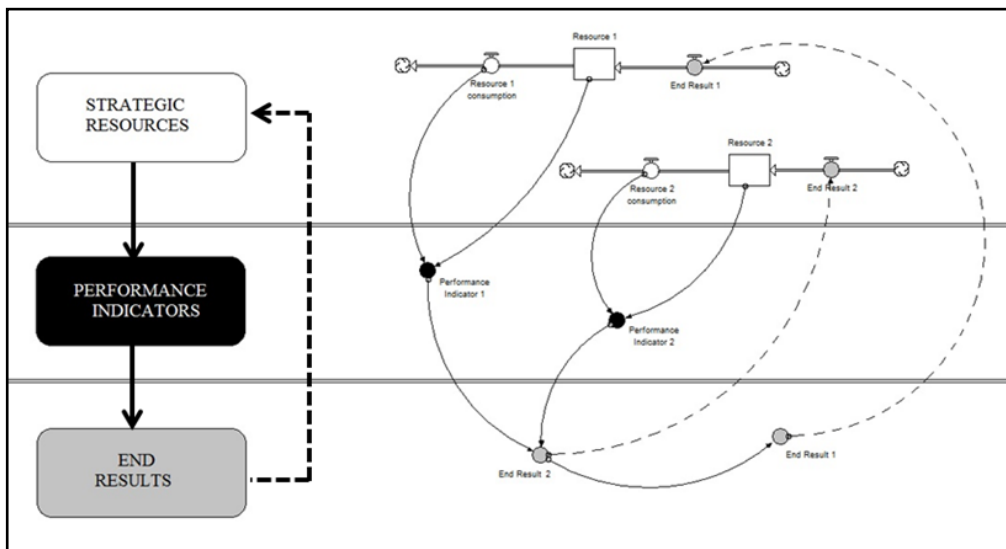 STRATEGIC
RESOURCES
PERFORMANCE
INDICATORS
END
RESULTS
Resource 1
Resource 1
consumption
End Result 1
Resource 2
Resource 2
consumption
End Result 2
Performance
Indicator 1
Performance
Indicator 2
End Result 2
End Result 1